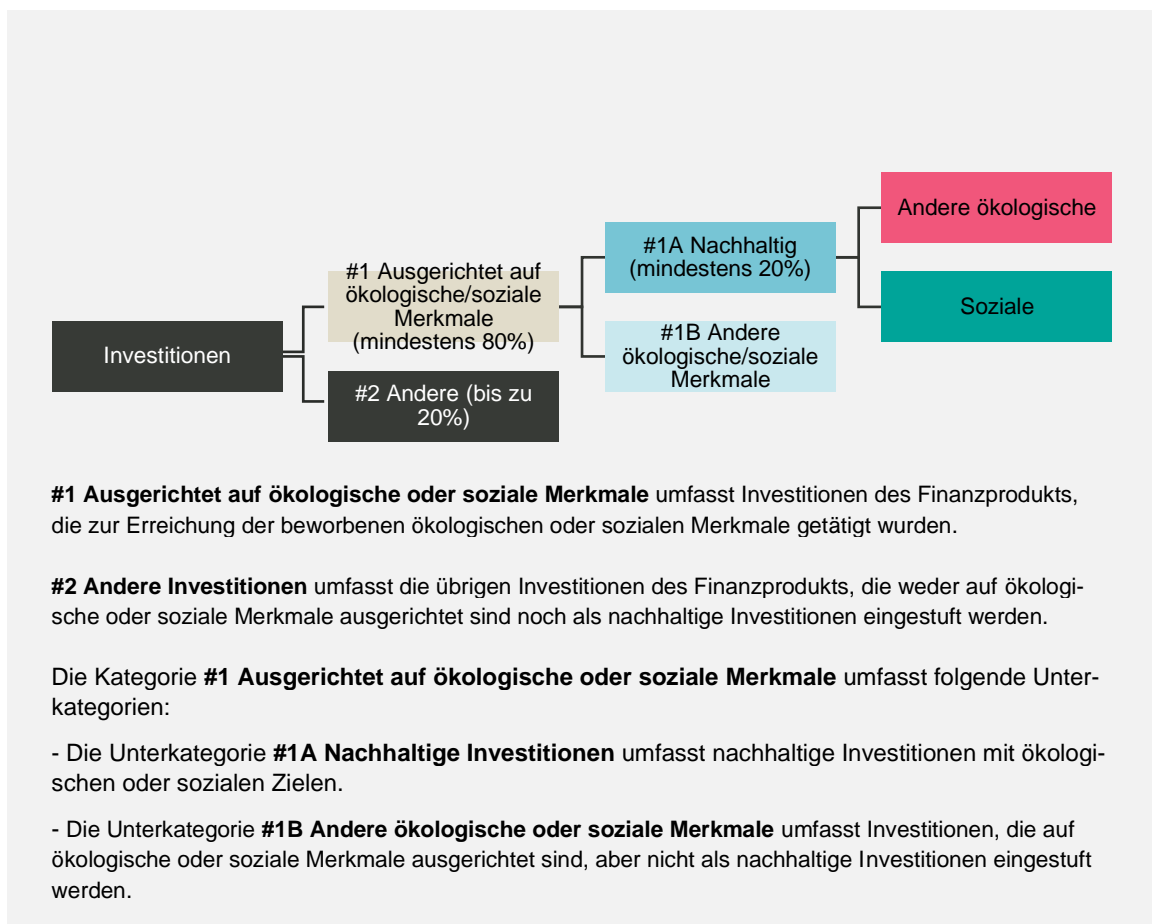 Andere ökologische
#1A Nachhaltig
(mindestens 20%)
#1 Ausgerichtet auf
ökologische/soziale
Merkmale
(mindestens 80%)
Soziale
#1B Andere
ökologische/soziale
Merkmale
Investitionen
#2 Andere (bis zu
20%)
#1 Ausgerichtet auf ökologische oder soziale Merkmale umfasst Investitionen des Finanzprodukts,
die zur Erreichung der beworbenen ökologischen oder sozialen Merkmale getätigt wurden.
#2 Andere Investitionen umfasst die übrigen Investitionen des Finanzprodukts, die weder auf ökologi-
sche oder soziale Merkmale ausgerichtet sind noch als nachhaltige Investitionen eingestuft werden.
Die Kategorie #1 Ausgerichtet auf ökologische oder soziale Merkmale umfasst folgende Unter-
kategorien:
- Die Unterkategorie #1A Nachhaltige Investitionen umfasst nachhaltige Investitionen mit ökologi-
schen oder sozialen Zielen.
- Die Unterkategorie #1B Andere ökologische oder soziale Merkmale umfasst Investitionen, die auf
ökologische oder soziale Merkmale ausgerichtet sind, aber nicht als nachhaltige Investitionen eingestuft
werden.